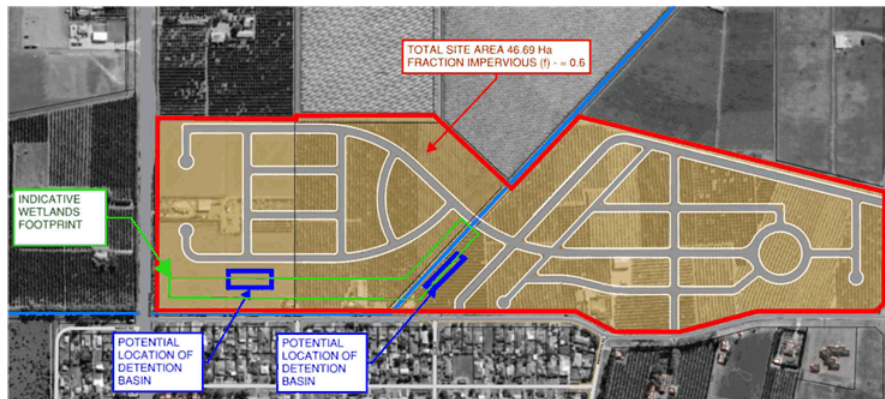 TOTAL SITE AREA 46.69 Ha
FRACTION IMPERVIOUS (f) - = 0.6
INDICATIVE
WETLANDS
FOOTPRINT
POTENTIAL
LOCATION OF
DETENTION
BASIN
POTENTIAL
LOCATION OF
DETENTION
BASIN